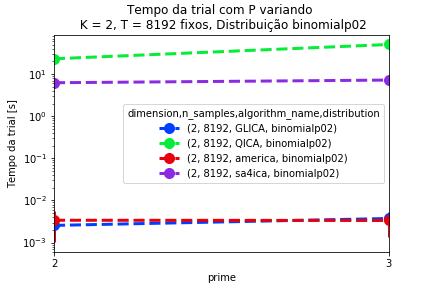 Tempo da trial com P variando
K = 2, T = 8192 fixos, Distribuição binomialp02
Tempo da trial [s]
10¹
10⁰
10⁻¹
10⁻²
10⁻³
dimension,n_samples,algorithm_name,distribution
(2, 8192, GLICA, binomialp02)
(2, 8192, QICA, binomialp02)
(2, 8192, america, binomialp02)
(2, 8192, sa4ica, binomialp02)
2
3
prime